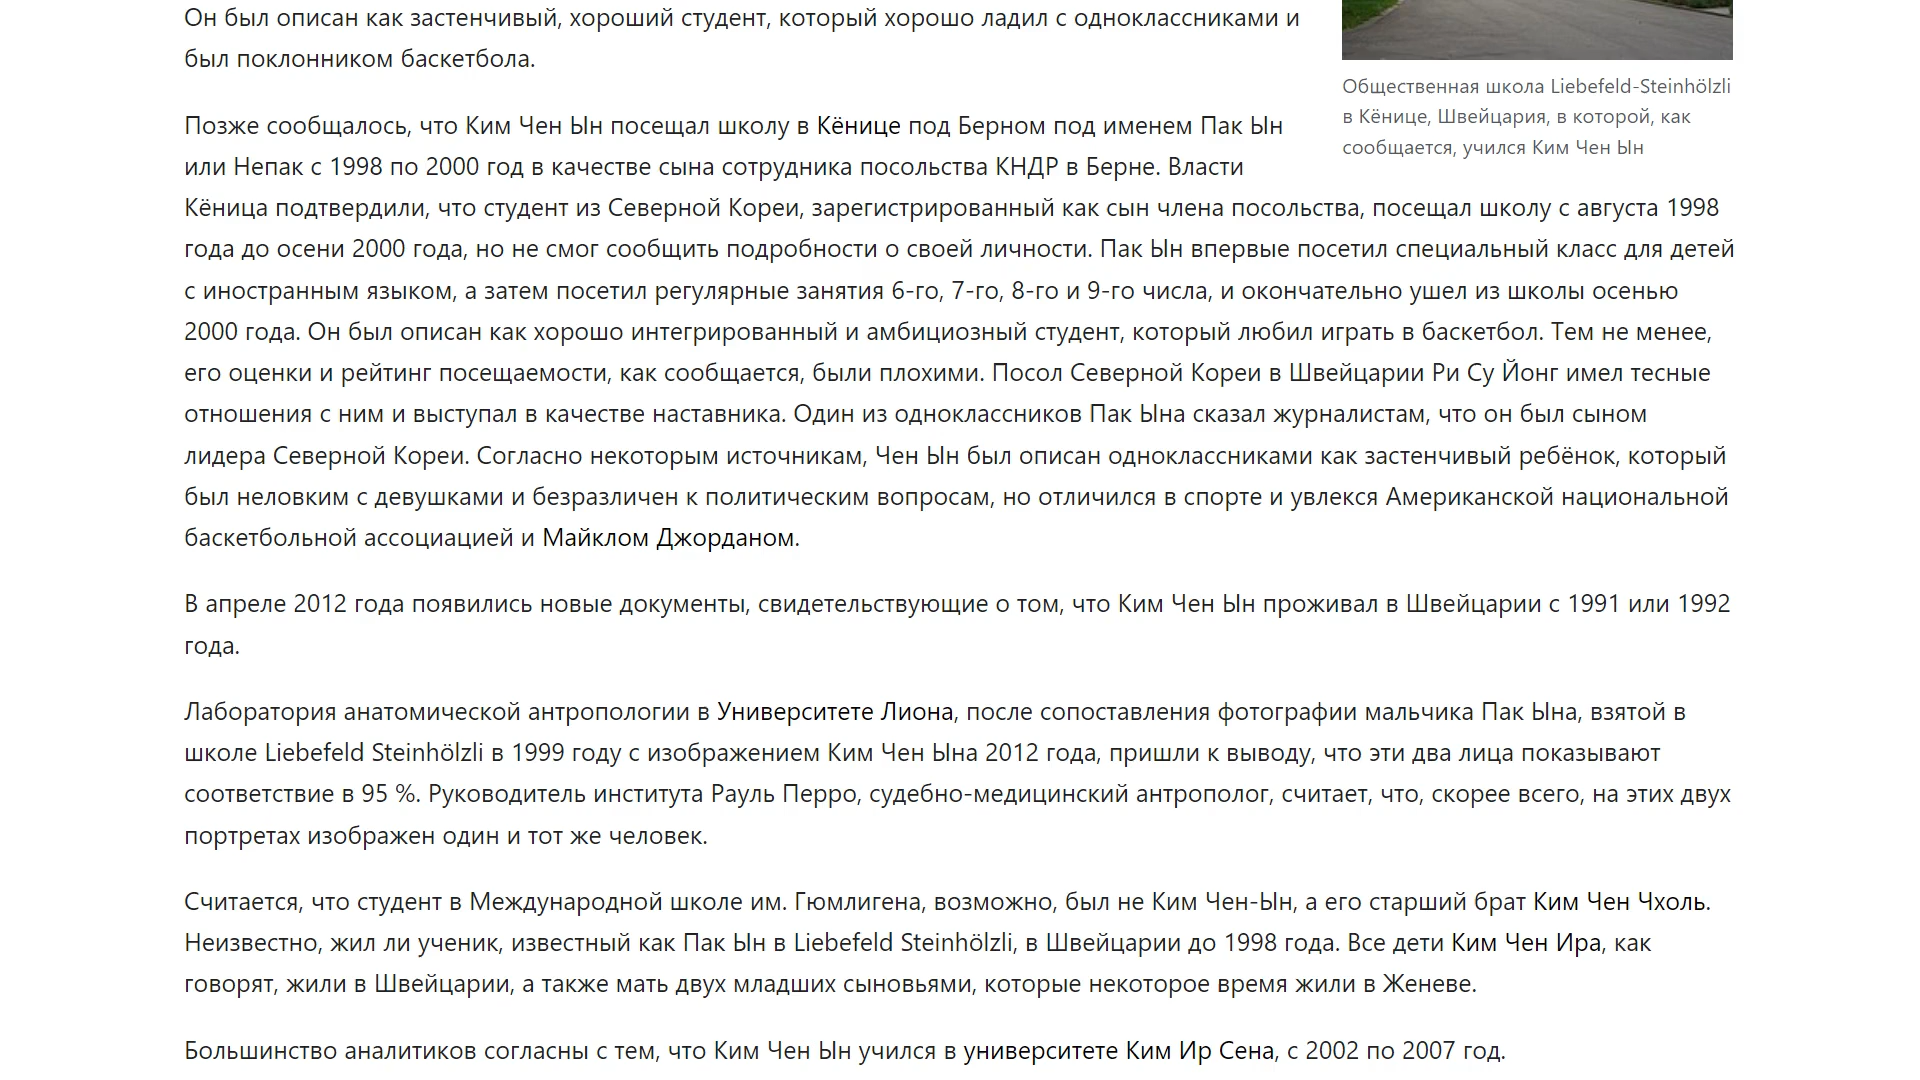 Он был описан как застенчивый, хороший студент, который хорошо ладил с одноклассниками и
был поклонником баскетбола.
Общественная школа Liebefeld-Steinhölzli
в Кёнице, Швейцария, в которой, как
сообщается, учился Ким Чен Ын
Позже сообщалось, что Ким Чен Ын посещал школу в Кёнице под Берном под именем Пак Ын
или Непак с 1998 по 2000 год в качестве сына сотрудника посольства КНДР в Берне. Власти
Кёница подтвердили, что студент из Северной Кореи, зарегистрированный как сын члена посольства, посещал школу с августа 1998
года до осени 2000 года, но не смог сообщить подробности о своей личности. Пак Ын впервые посетил специальный класс для детей
с иностранным языком, а затем посетил регулярные занятия 6-го, 7-го, 8-го и 9-го числа, и окончательно ушел из школы осенью
2000 года. Он был описан как хорошо интегрированный и амбициозный студент, который любил играть в баскетбол. Тем не менее,
его оценки и рейтинг посещаемости, как сообщается, были плохими. Посол Северной Кореи в Швейцарии Ри Су Йонг имел тесные
отношения с ним и выступал в качестве наставника. Один из одноклассников Пак Ына сказал журналистам, что он был сыном
лидера Северной Кореи. Согласно некоторым источникам, Чен Ын был описан одноклассниками как застенчивый ребёнок, который
был неловким с девушками и безразличен к политическим вопросам, но отличился в спорте и увлекся Американской национальной
баскетбольной ассоциацией и Майклом Джорданом.
В апреле 2012 года появились новые документы, свидетельствующие о том, что Ким Чен Ын проживал в Швейцарии с 1991 или 1992
года.
Лаборатория анатомической антропологии в Университете Лиона, после сопоставления фотографии мальчика Пак Ына, взятой в
школе Liebefeld Steinhölzli в 1999 году с изображением Ким Чен Ына 2012 года, пришли к выводу, что эти два лица показывают
соответствие в 95 %. Руководитель института Рауль Перро, судебно-медицинский антрополог, считает, что, скорее всего, на этих двух
портретах изображен один и тот же человек.
Считается, что студент в Международной школе им. Гюмлигена, возможно, был не Ким Чен-Ын, а его старший брат Ким Чен Чхоль.
Неизвестно, жил ли ученик, известный как Пак Ын в Liebefeld Steinhölzli, в Швейцарии до 1998 года. Все дети Ким Чен Ира, как
говорят, жили в Швейцарии, а также мать двух младших сыновьями, которые некоторое время жили в Женеве.
Большинство аналитиков согласны с тем, что Ким Чен Ын учился в университете Ким Ир Сена, с 2002 по 2007 год.